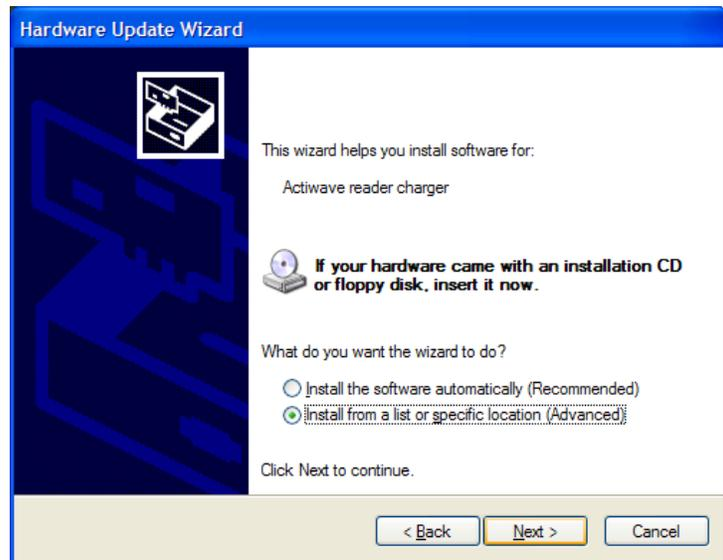 Hardware Update Wizard
This wizard helps you install software for:
Actiwave reader charger
If your hardware came with an installation CD
or floppy disk, insert it now.
What do you want the wizard to do?
Install the software automatically (Recommended)
Install from a list or specific location (Advanced)
Click Next to continue.
< Back Next > Cancel